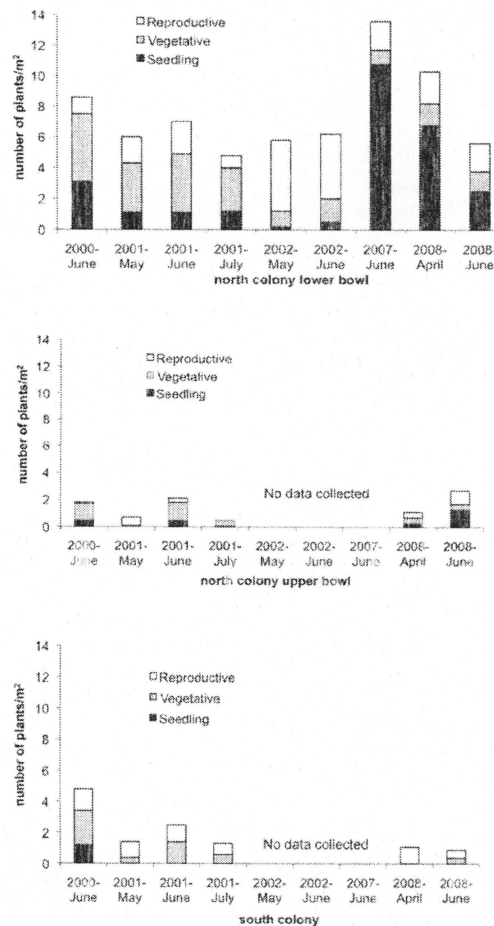 14
12
10
8
6
4
2
0
number of plants/m²
Reproductive
Vegetative
Seedling
2000-June
2001-May
2001-June
2001-July
2002-May
2002-June
2007-June
2008-April
2008-June
north colony lower bowl
14
12
10
8
6
4
2
0
number of plants/m²
Reproductive
Vegetative
Seedling
No data collected
2000-June
2001-May
2001-June
2001-July
2002-May
2002-June
2007-June
2008-April
2008-June
north colony upper bowl
14
12
10
8
6
4
2
0
number of plants/m²
Reproductive
Vegetative
Seedling
No data collected
2000-June
2001-May
2001-June
2001-July
2002-May
2002-June
2007-June
2008-April
2008-June
south colony